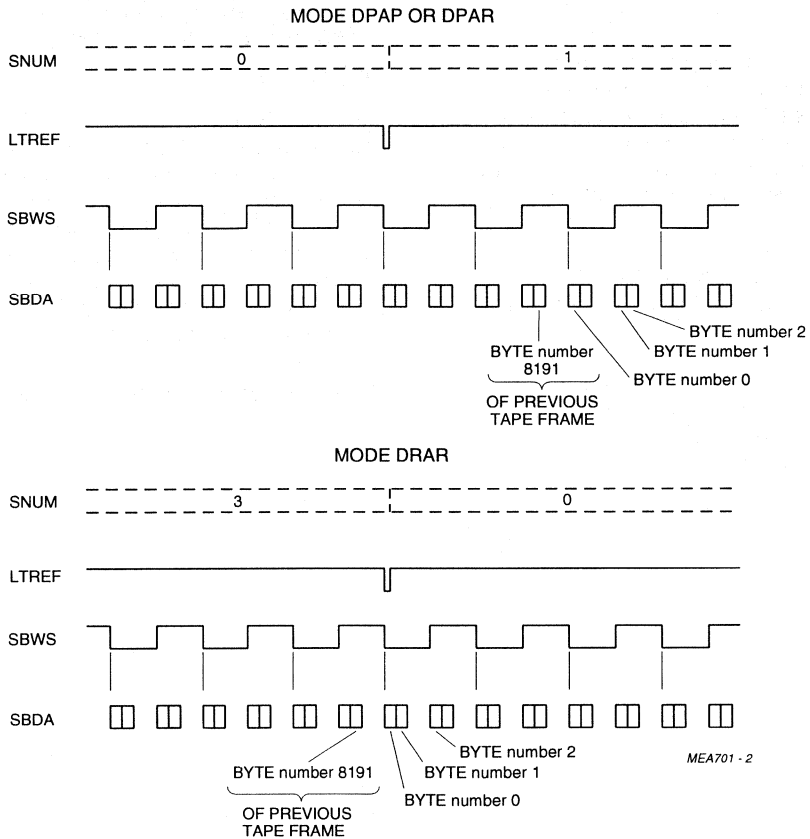 MODE DPAP OR DPAR
SNUM
0
1
LTREF
SBWS
SBDA
BYTE number 2
BYTE number
8191
BYTE number 1
BYTE number 0
OF PREVIOUS
TAPE FRAME
MODE DRAR
SNUM
3
0
LTREF
SBWS
SBDA
BYTE number 2
MEA701 - 2
BYTE number 8191
BYTE number 1
BYTE number 0
OF PREVIOUS
TAPE FRAME